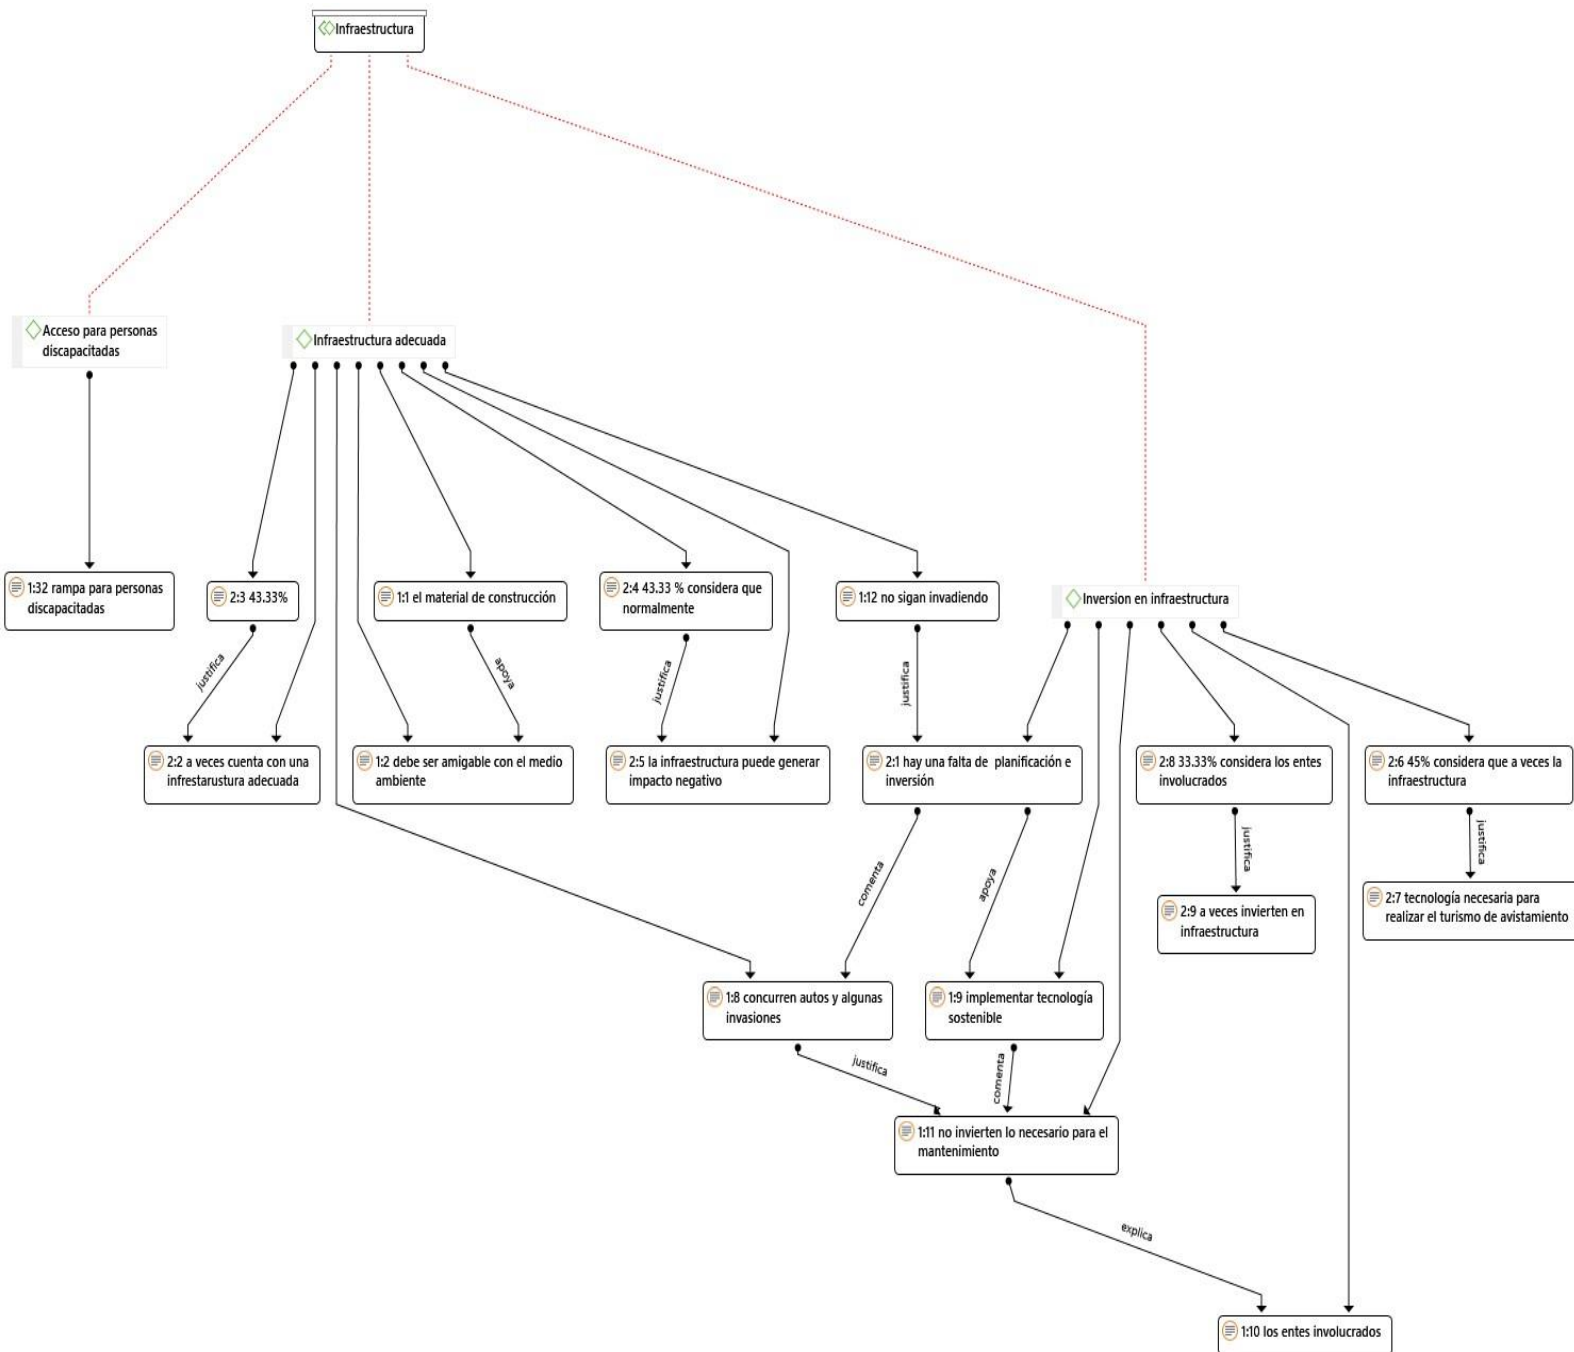 Infraestructura
Acceso para personas
discapacitadas
Infraestructura adecuada
1:32 rampa para personas
discapacitadas
2:3 43.33%
1:1 el material de construcción
2:4 43.33 % considera que
normalmente
1:12 no sigan invadiendo
Inversion en infraestructura
justifica
apoya
justifica
justifica
2:2 a veces cuenta con una
infrestarustura adecuada
1:2 debe ser amigable con el medio
ambiente
2:5 la infraestructura puede generar
impacto negativo
2:1 hay una falta de planificación e
inversión
2:8 33.33% considera los entes
involucrados
2:6 45% considera que a veces la
infraestructura
comenta
apoya
justifica
justifica
2:9 a veces invierten en
infraestructura
2:7 tecnología necesaria para
realizar el turismo de avistamiento
1:8 concurren autos y algunas
invasiones
1:9 implementar tecnología
sostenible
justifica
comenta
1:11 no invierten lo necesario para el
mantenimiento
explica
1:10 los entes involucrados